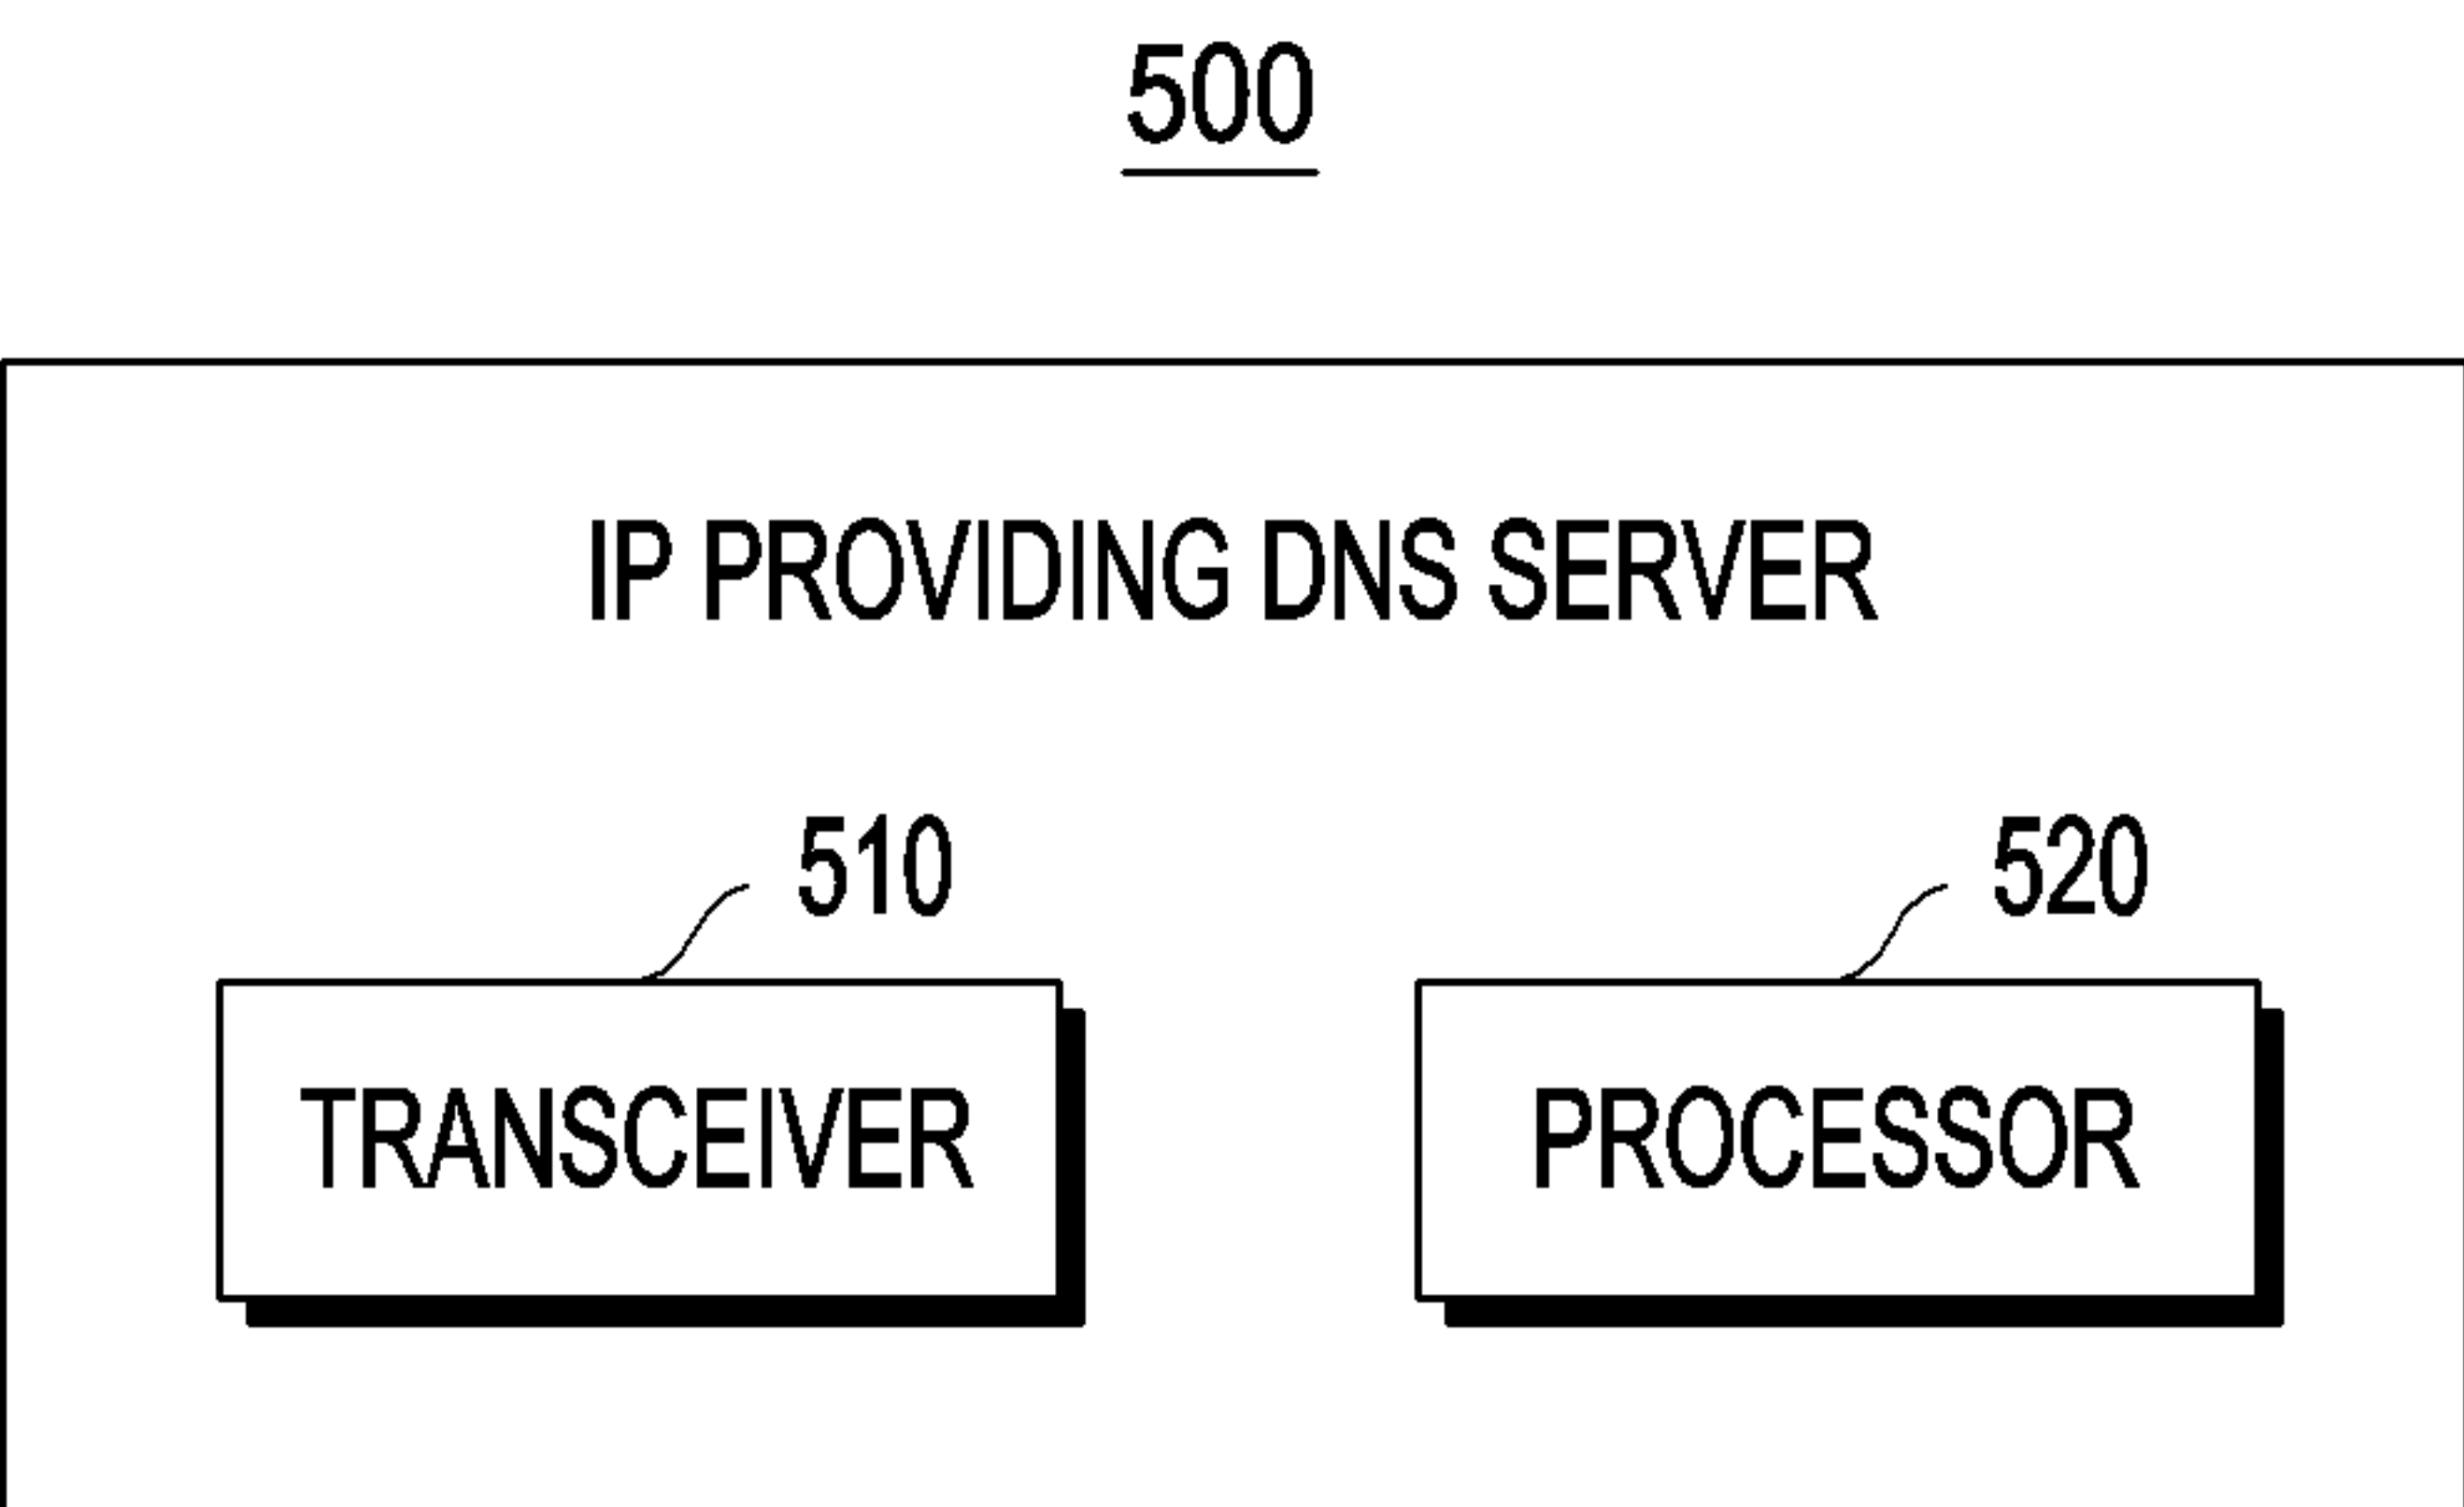 500
IP PROVIDING DNS SERVER
510
520
TRANSCEIVER
PROCESSOR